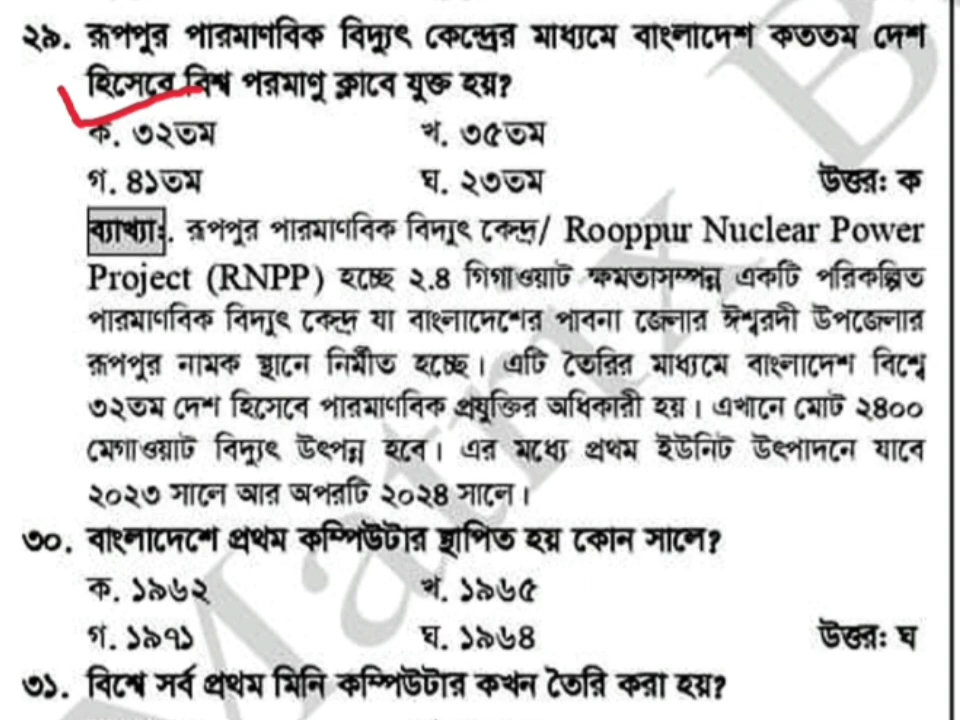 ২৯. রূপপুর পারমাণবিক বিদ্যুৎ কেন্দ্রের মাধ্যমে বাংলাদেশ কততম দেশ
হিসেবে বিশ্ব পরমাণু ক্লাবে যুক্ত হয়?
ক. ৩২তম খ. ৩৫তম
গ. ৪১তম ঘ. ২৩তম উত্তর: ক
ব্যাখ্যা:. রূপপুর পারমাণবিক বিদ্যুৎ কেন্দ্র/ Rooppur Nuclear Power
Project (RNPP) হচ্ছে ২.৪ গিগাওয়াট ক্ষমতাসম্পন্ন একটি পরিকল্পিত
পারমাণবিক বিদ্যুৎ কেন্দ্র যা বাংলাদেশের পাবনা জেলার ঈশ্বরদী উপজেলার
রূপপুর নামক স্থানে নির্মীত হচ্ছে। এটি তৈরির মাধ্যমে বাংলাদেশ বিশ্বে
৩২তম দেশ হিসেবে পারমাণবিক প্রযুক্তির অধিকারী হয়। এখানে মোট ২৪০০
মেগাওয়াট বিদ্যুৎ উৎপন্ন হবে। এর মধ্যে প্রথম ইউনিট উৎপাদনে যাবে
২০২৩ সালে আর অপরটি ২০২৪ সালে।
৩০. বাংলাদেশে প্রথম কম্পিউটার স্থাপিত হয় কোন সালে?
ক. ১৯৬২ খ. ১৯৬৫
গ. ১৯৭১ ঘ. ১৯৬৪ উত্তর: ঘ
৩১. বিশ্বে সর্ব প্রথম মিনি কম্পিউটার কখন তৈরি করা হয়?
Matrix B